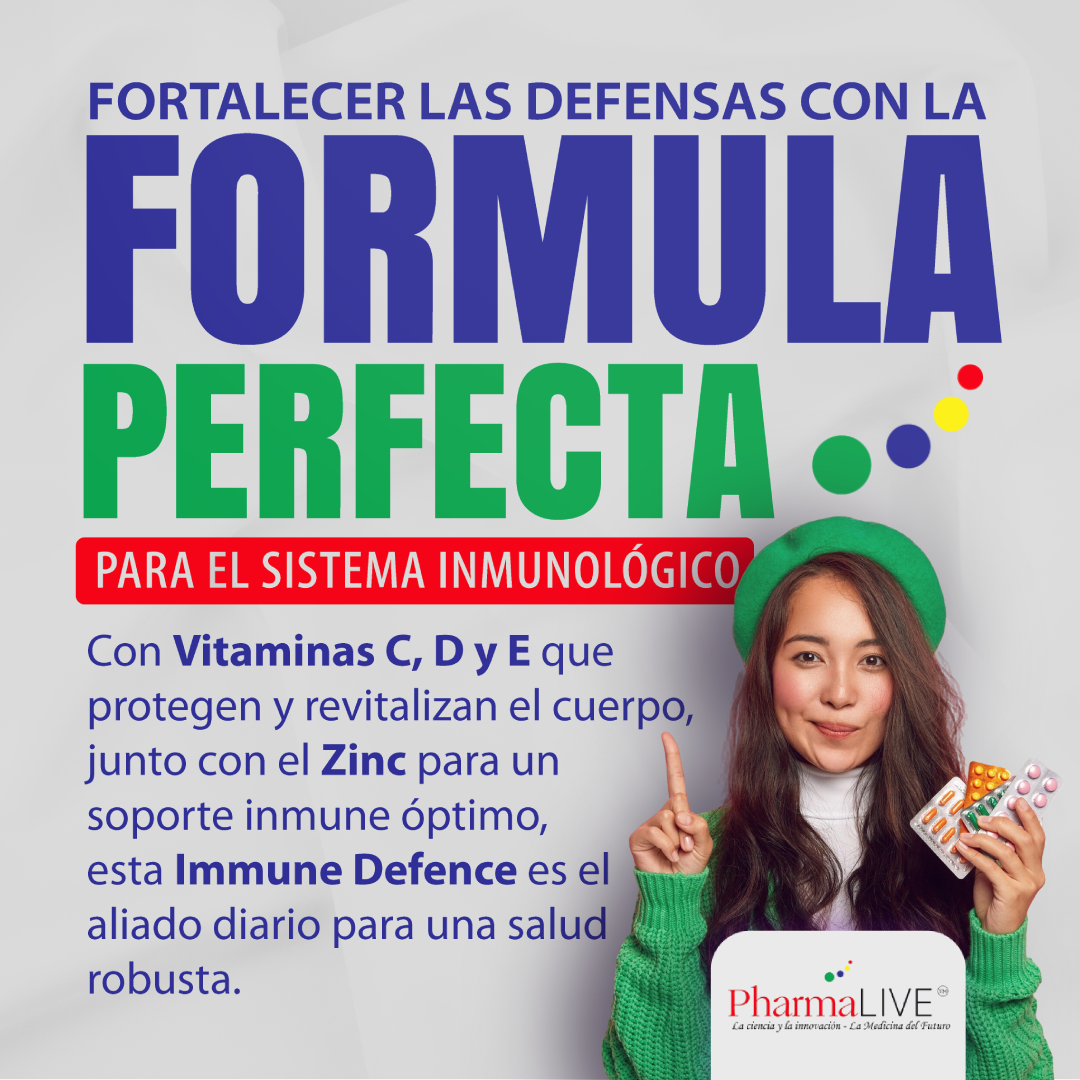 FORTALECER LAS DEFENSAS CON LA
FORMULA
PERFECTA
PARA EL SISTEMA INMUNOLÓGICO
Con Vitaminas C, D y E que
protegen y revitalizan el cuerpo,
junto con el Zinc para un
soporte inmune óptimo,
esta Immune Defence es el
aliado diario para una salud
robusta.
PharmaLIVE
La ciencia y la innovación - La Medicina del Futuro